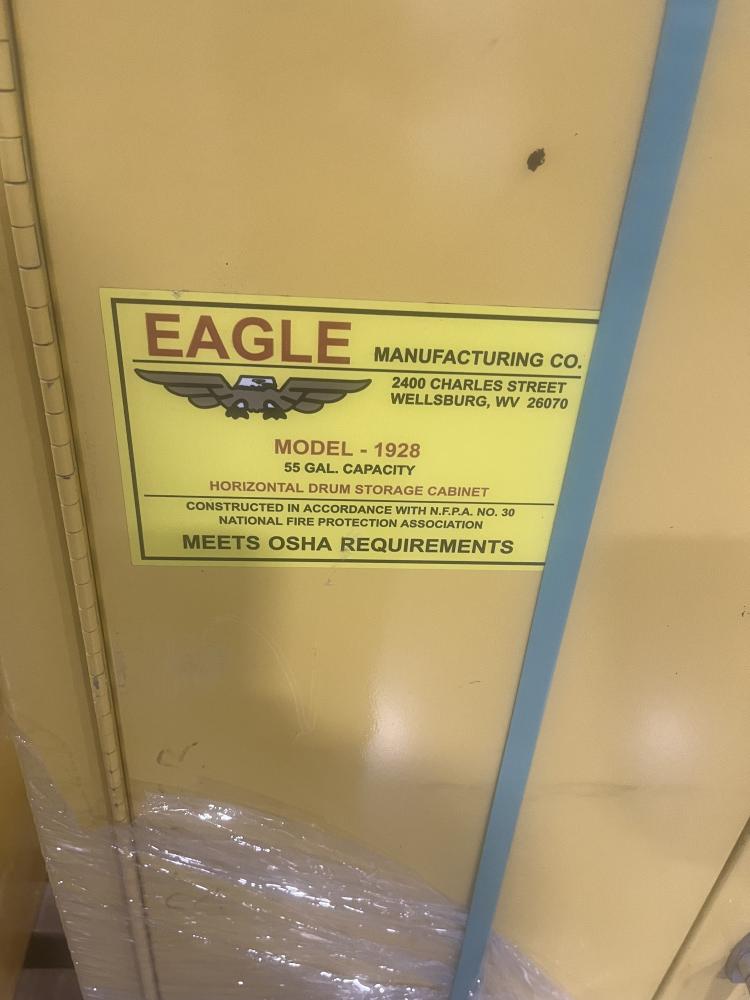 EAGLE MANUFACTURING CO.
2400 CHARLES STREET
WELLSBURG, WV 26070
MODEL - 1928
55 GAL. CAPACITY
HORIZONTAL DRUM STORAGE CABINET
CONSTRUCTED IN ACCORDANCE WITH N.F.P.A. NO. 30
NATIONAL FIRE PROTECTION ASSOCIATION
MEETS OSHA REQUIREMENTS